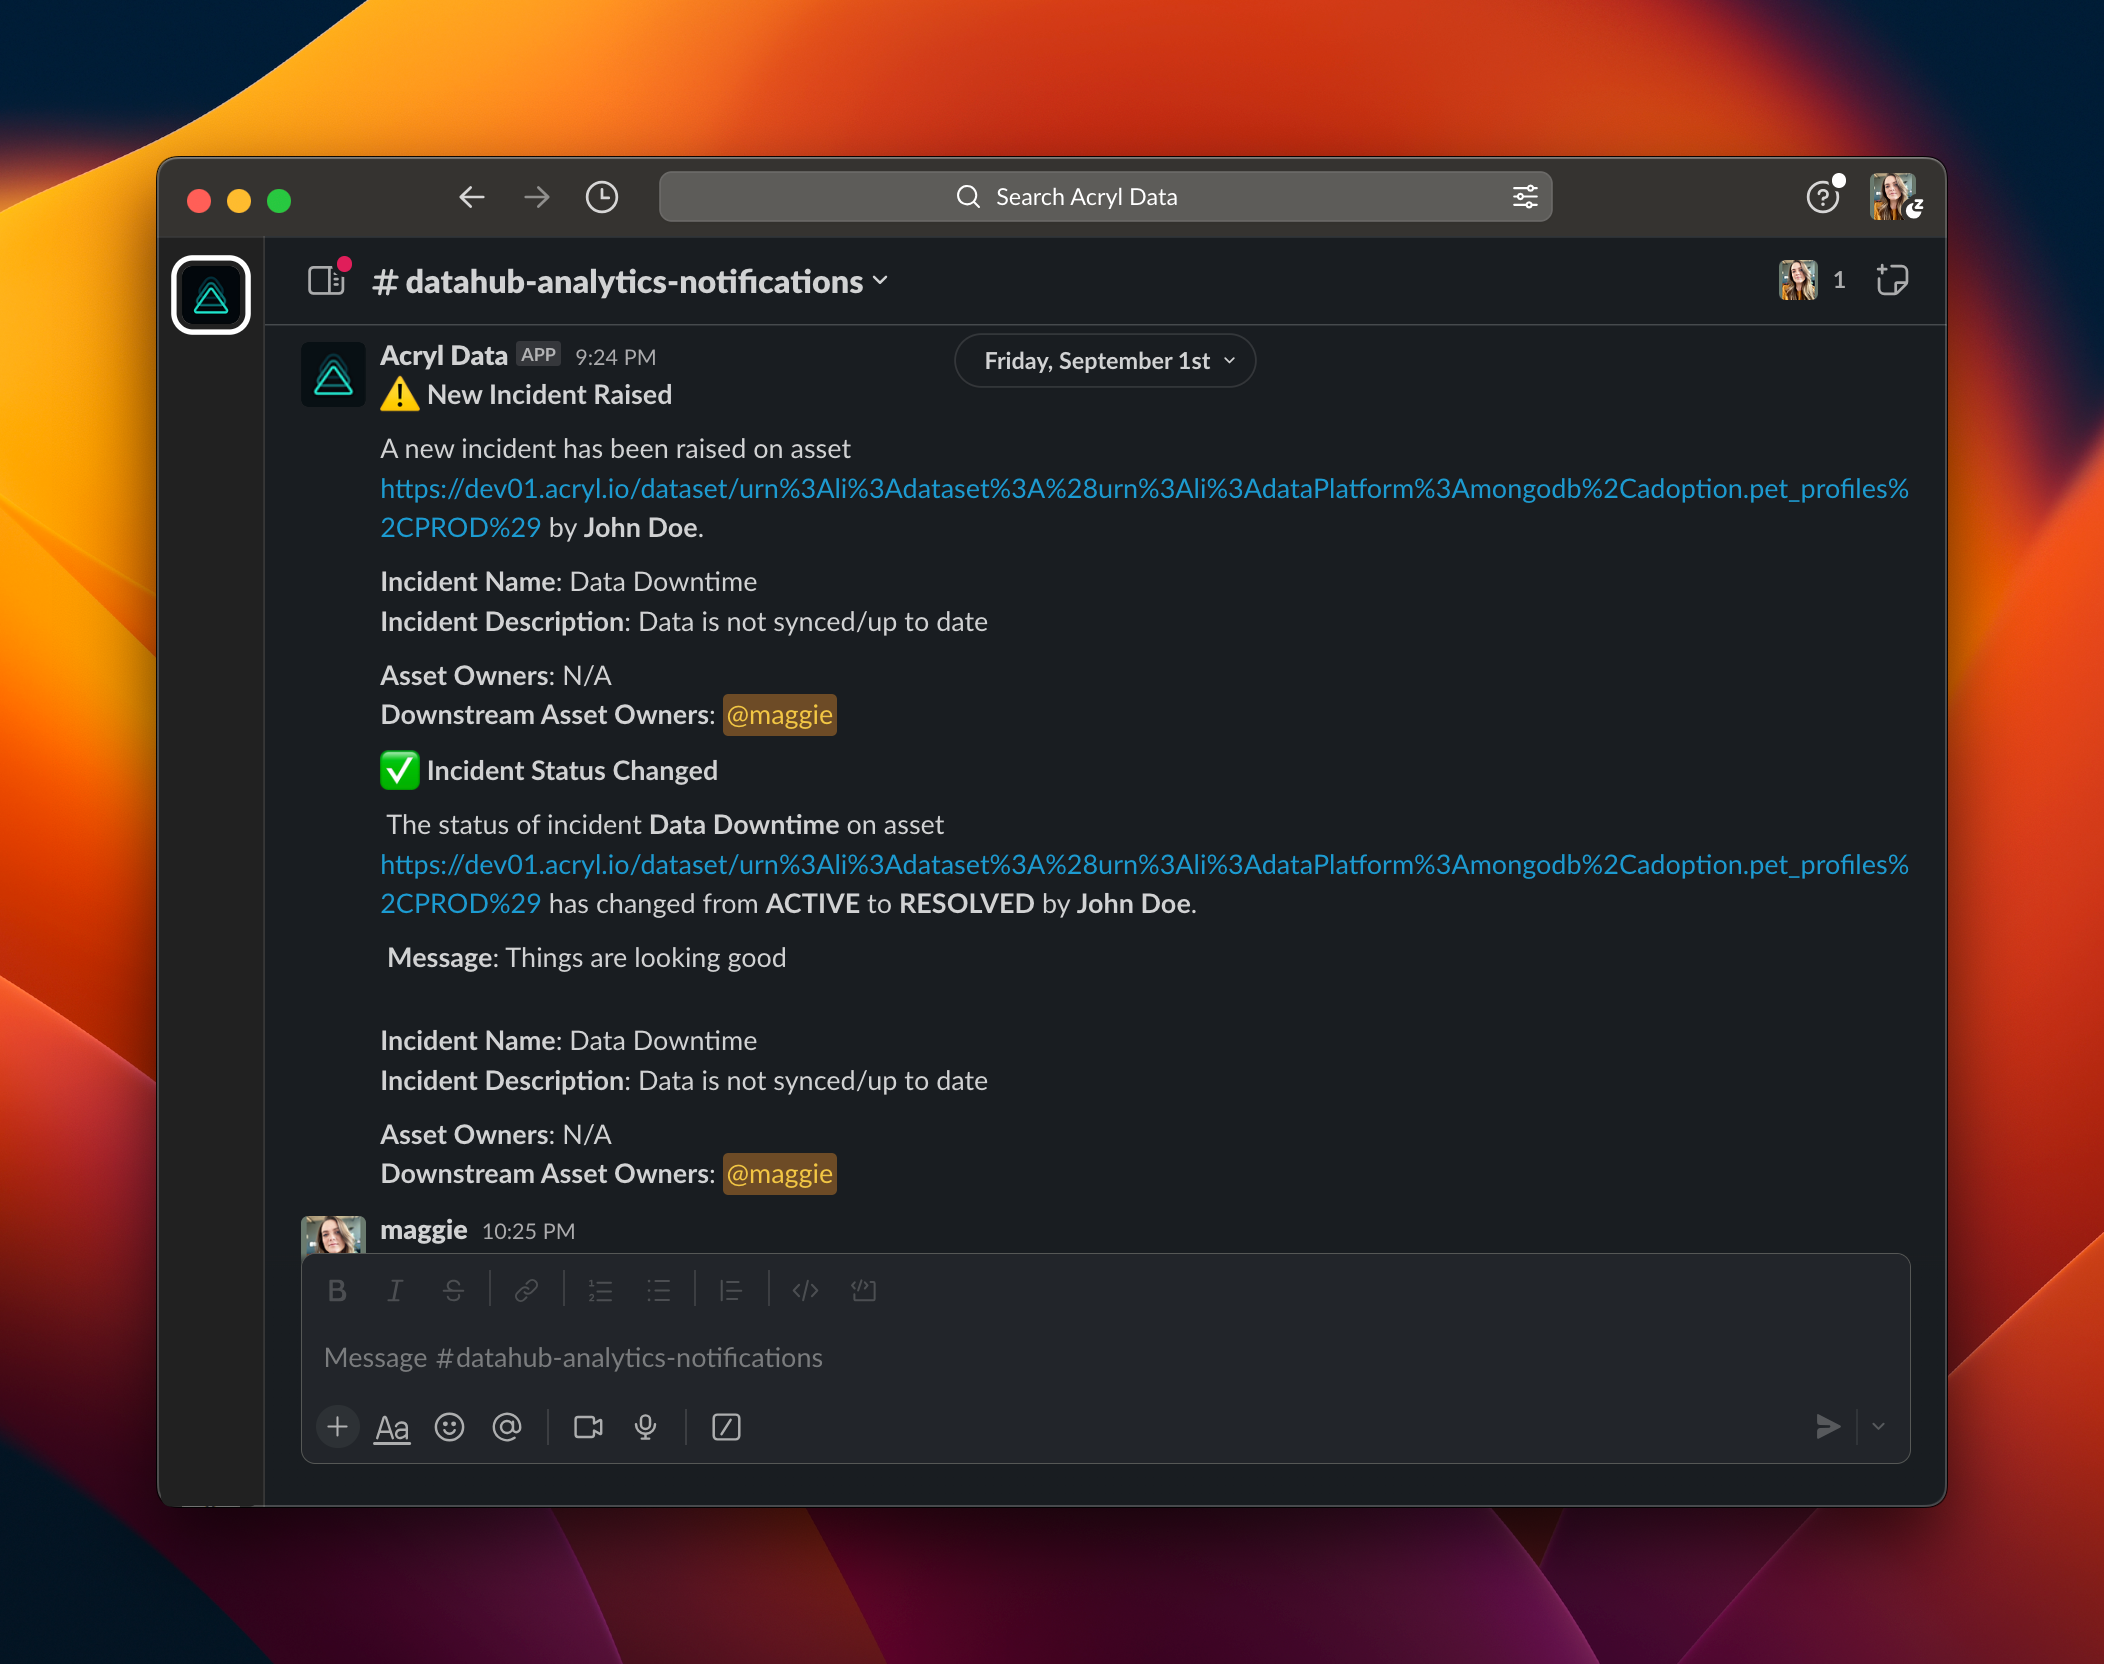 Search Acryl Data
# datahub-analytics-notifications
1
Acryl Data APP 9:24 PM
Friday, September 1st
⚠️ New Incident Raised
A new incident has been raised on asset
https://dev01.acryl.io/dataset/urn%3Ali%3Adataset%3A%28urn%3Ali%3AdataPlatform%3Amongodb%2Cadoption.pet_profiles%
2CPROD%29 by John Doe.
Incident Name: Data Downtime
Incident Description: Data is not synced/up to date
Asset Owners: N/A
Downstream Asset Owners: @maggie
✅ Incident Status Changed
The status of incident Data Downtime on asset
https://dev01.acryl.io/dataset/urn%3Ali%3Adataset%3A%28urn%3Ali%3AdataPlatform%3Amongodb%2Cadoption.pet_profiles%
2CPROD%29 has changed from ACTIVE to RESOLVED by John Doe.
Message: Things are looking good
Incident Name: Data Downtime
Incident Description: Data is not synced/up to date
Asset Owners: N/A
Downstream Asset Owners: @maggie
maggie 10:25 PM
Message #datahub-analytics-notifications
Aa